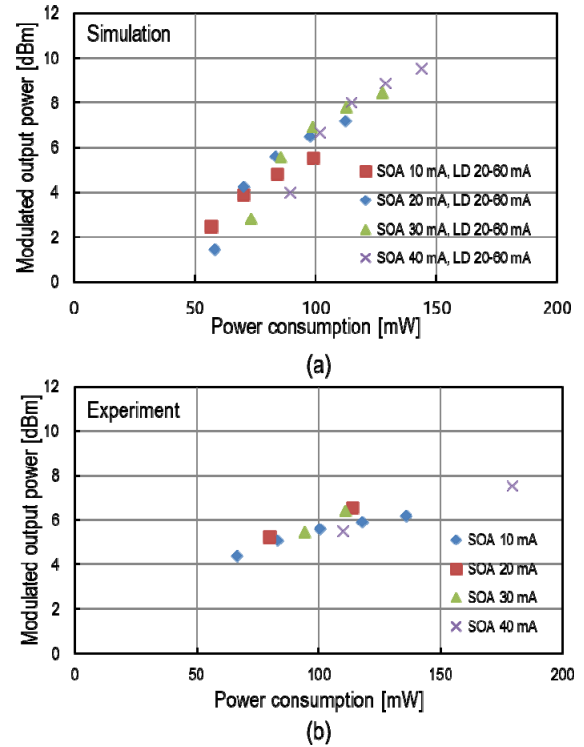 Simulation
Modulated output power [dBm]
12
10
8
6
4
2
0
SOA 10 mA, LD 20-60 mA
SOA 20 mA, LD 20-60 mA
SOA 30 mA, LD 20-60 mA
SOA 40 mA, LD 20-60 mA
0 50 100 150 200
Power consumption [mW]
(a)
Experiment
Modulated output power [dBm]
12
10
8
6
4
2
0
SOA 10 mA
SOA 20 mA
SOA 30 mA
SOA 40 mA
0 50 100 150 200
Power consumption [mW]
(b)